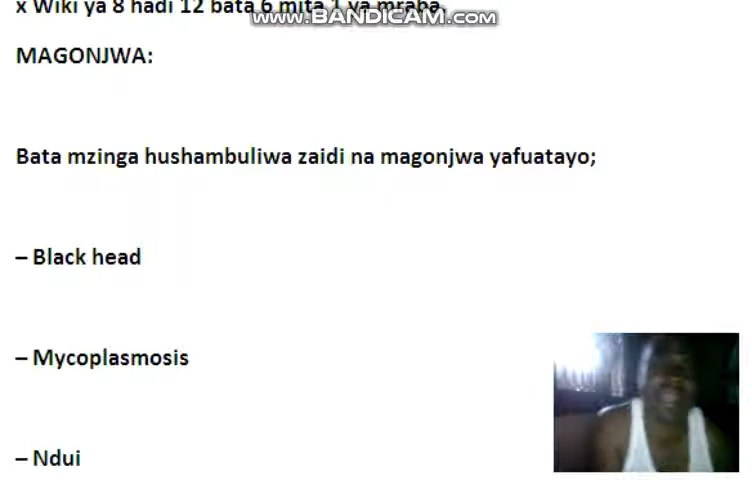 x Wiki ya 8 hadi 12 bata 6 mita 1 ya mraba.
www.BANDICAM.com
MAGONJWA:
Bata mzinga hushambuliwa zaidi na magonjwa yafuatayo;
– Black head
– Mycoplasmosis
– Ndui